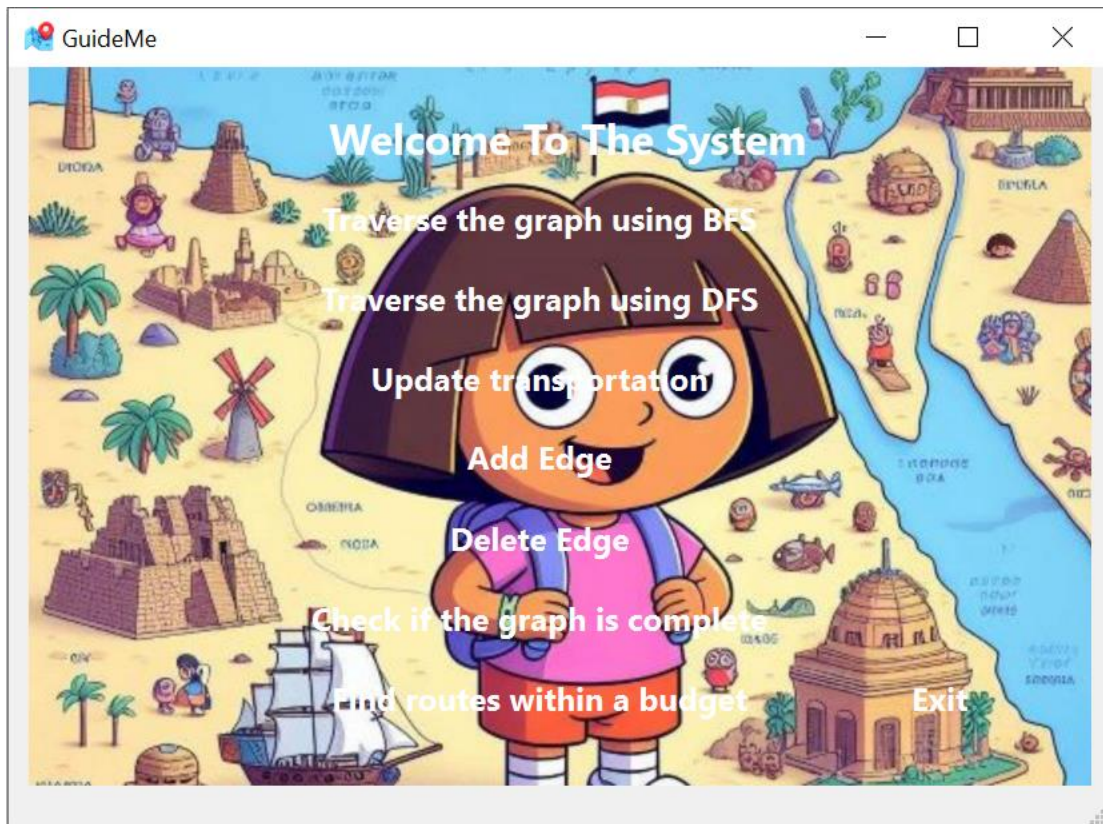 GuideMe
Welcome To The System
Traverse the graph using BFS
Traverse the graph using DFS
Update transportation
Add Edge
Delete Edge
Check if the graph is complete
Find routes within a budget
Exit